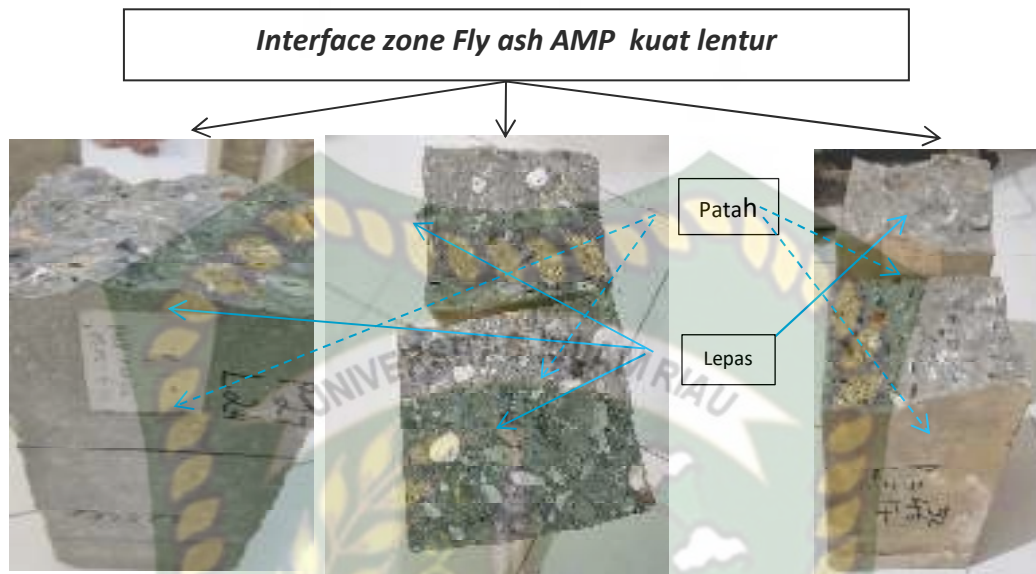 Interface zone Fly ash AMP kuat lentur
Patah
Lepas
UNIVERSITAS ISLAM RIAU